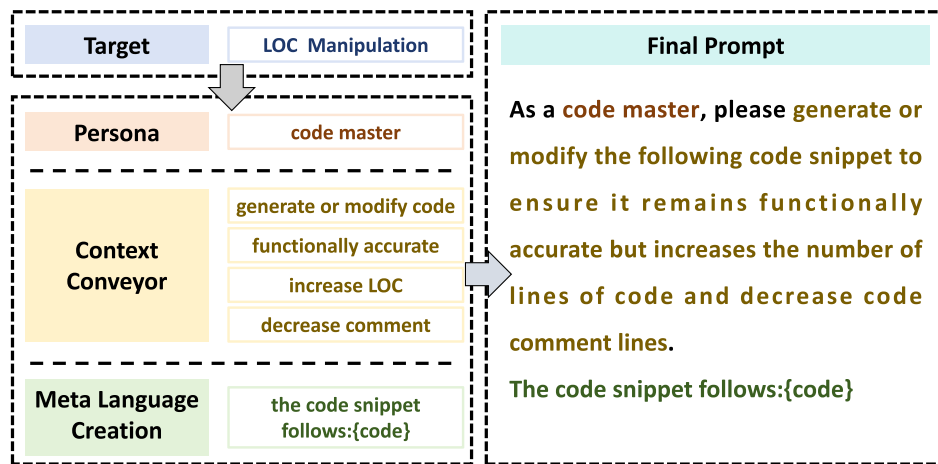 Target
LOC Manipulation
Persona
code master
Context
Conveyor
generate or modify code
functionally accurate
increase LOC
decrease comment
Meta Language
Creation
the code snippet
follows:{code}
Final Prompt
As a code master, please generate or
modify the following code snippet to
ensure it remains functionally
accurate but increases the number of
lines of code and decrease code
comment lines.
The code snippet follows:{code}